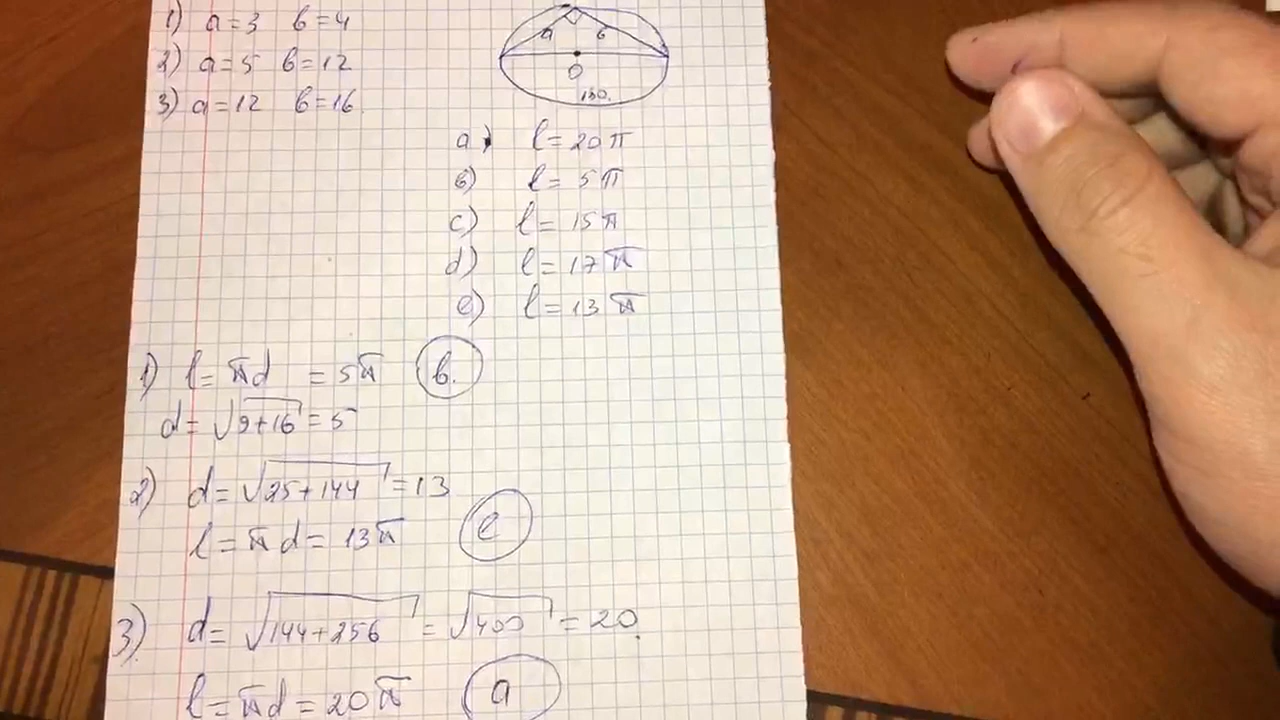 1) a=3 b=4
2) a=5 b=12
3) a=12 b=16
a b
O
180.
a) l=20π
b) l=5π
c) l=15π
d) l=17π
e) l=13π
1) l=πd =5π b.
d=√9+16=5
2) d=√25+144=13
l=πd=13π e
3) d=√144+256=√400=20.
l=πd=20π a